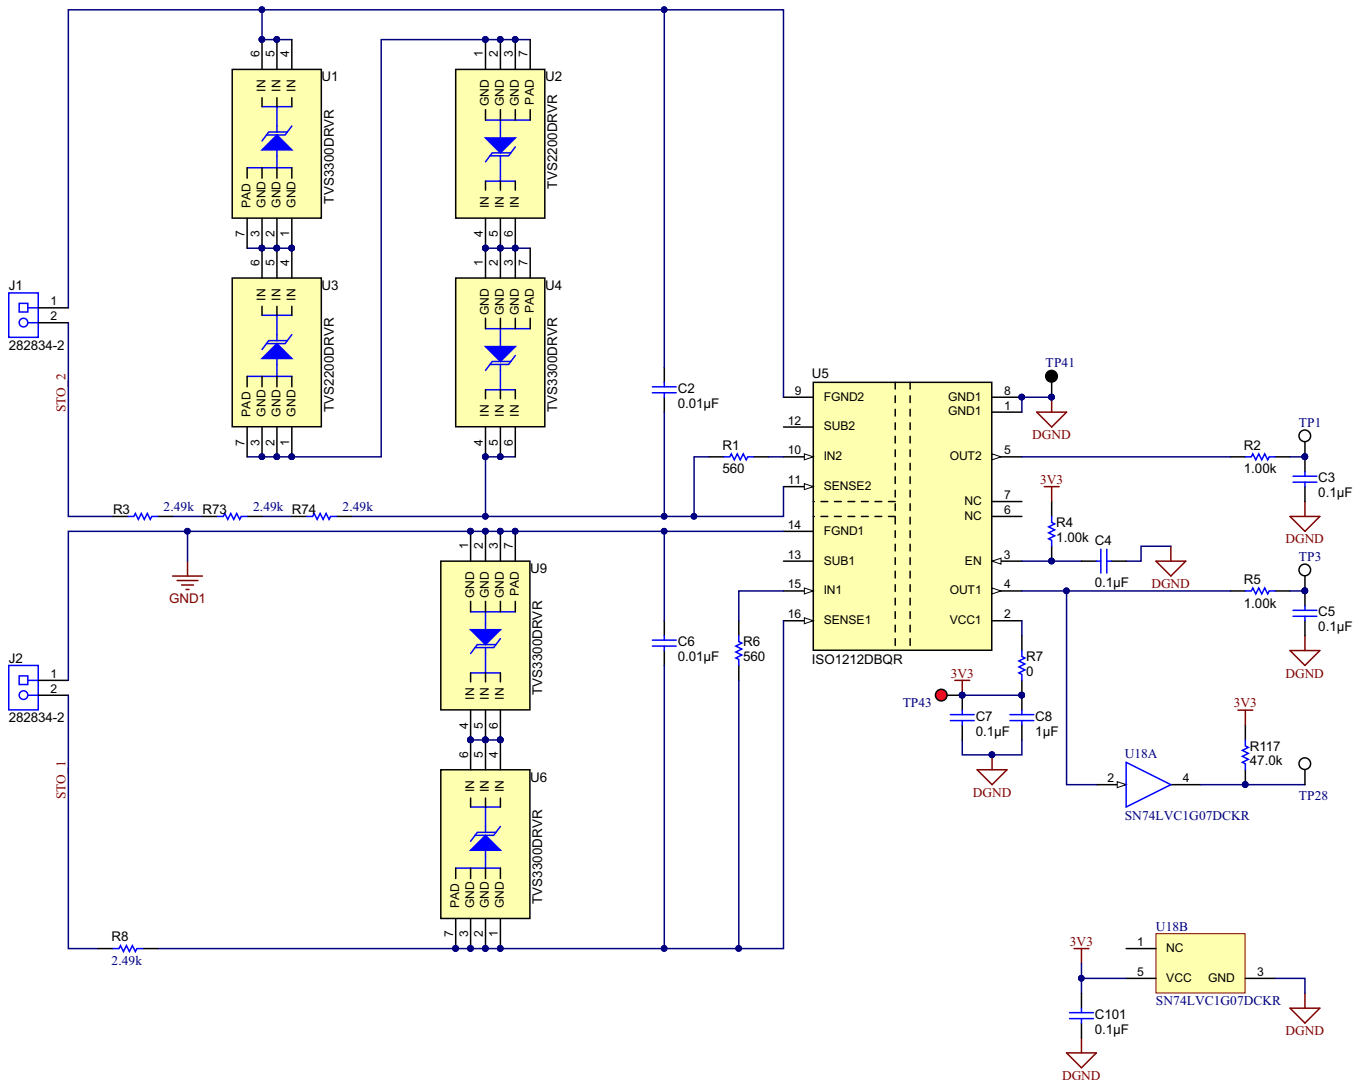 U1
TVS3300DRVR
6 5 4
IN IN IN
PAD GND GND GND
7 3 2 1
U2
TVS2200DRVR
1 2 3 7
GND GND GND PAD
IN IN IN
4 5 6
U3
TVS2200DRVR
6 5 4
IN IN IN
PAD GND GND GND
7 3 2 1
U4
TVS3300DRVR
1 2 3 7
GND GND GND PAD
IN IN IN
4 5 6
J1
1
2
282834-2
STO_2
C2
0.01µF
R1
560
R3 2.49k
R73 2.49k
R74 2.49k
U5
9 FGND2
12 SUB2
10 IN2
11 SENSE2
14 FGND1
13 SUB1
15 IN1
16 SENSE1
GND1 8
GND1 1
OUT2 5
NC 7
NC 6
EN 3
OUT1 4
VCC1 2
ISO1212DBQR
TP41
DGND
R2
1.00k
TP1
C3
0.1µF
DGND
3V3
R4
1.00k
C4
0.1µF
DGND
R5
1.00k
TP3
C5
0.1µF
DGND
GND1
U9
TVS3300DRVR
1 2 3 7
GND GND GND PAD
IN IN IN
4 5 6
U6
TVS3300DRVR
6 5 4
IN IN IN
PAD GND GND GND
7 3 2 1
C6
0.01µF
R6
560
J2
1
2
282834-2
STO_1
R8
2.49k
R7
0
3V3
TP43
C7
0.1µF
C8
1µF
DGND
U18A
2 4
SN74LVC1G07DCKR
3V3
R117
47.0k
TP28
U18B
1 NC
5 VCC GND 3
SN74LVC1G07DCKR
3V3
C101
0.1µF
DGND
DGND